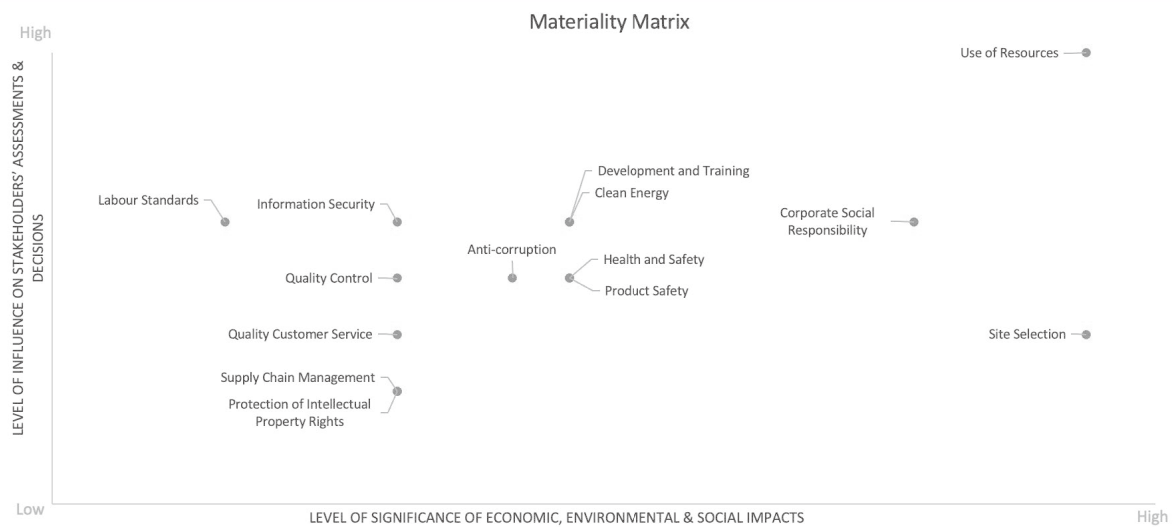 Materiality Matrix
High
LEVEL OF INFLUENCE ON STAKEHOLDERS' ASSESSMENTS &
DECISIONS
Use of Resources
Development and Training
Clean Energy
Labour Standards
Information Security
Corporate Social
Responsibility
Anti-corruption
Health and Safety
Quality Control
Product Safety
Quality Customer Service
Site Selection
Supply Chain Management
Protection of Intellectual
Property Rights
Low
LEVEL OF SIGNIFICANCE OF ECONOMIC, ENVIRONMENTAL & SOCIAL IMPACTS
High